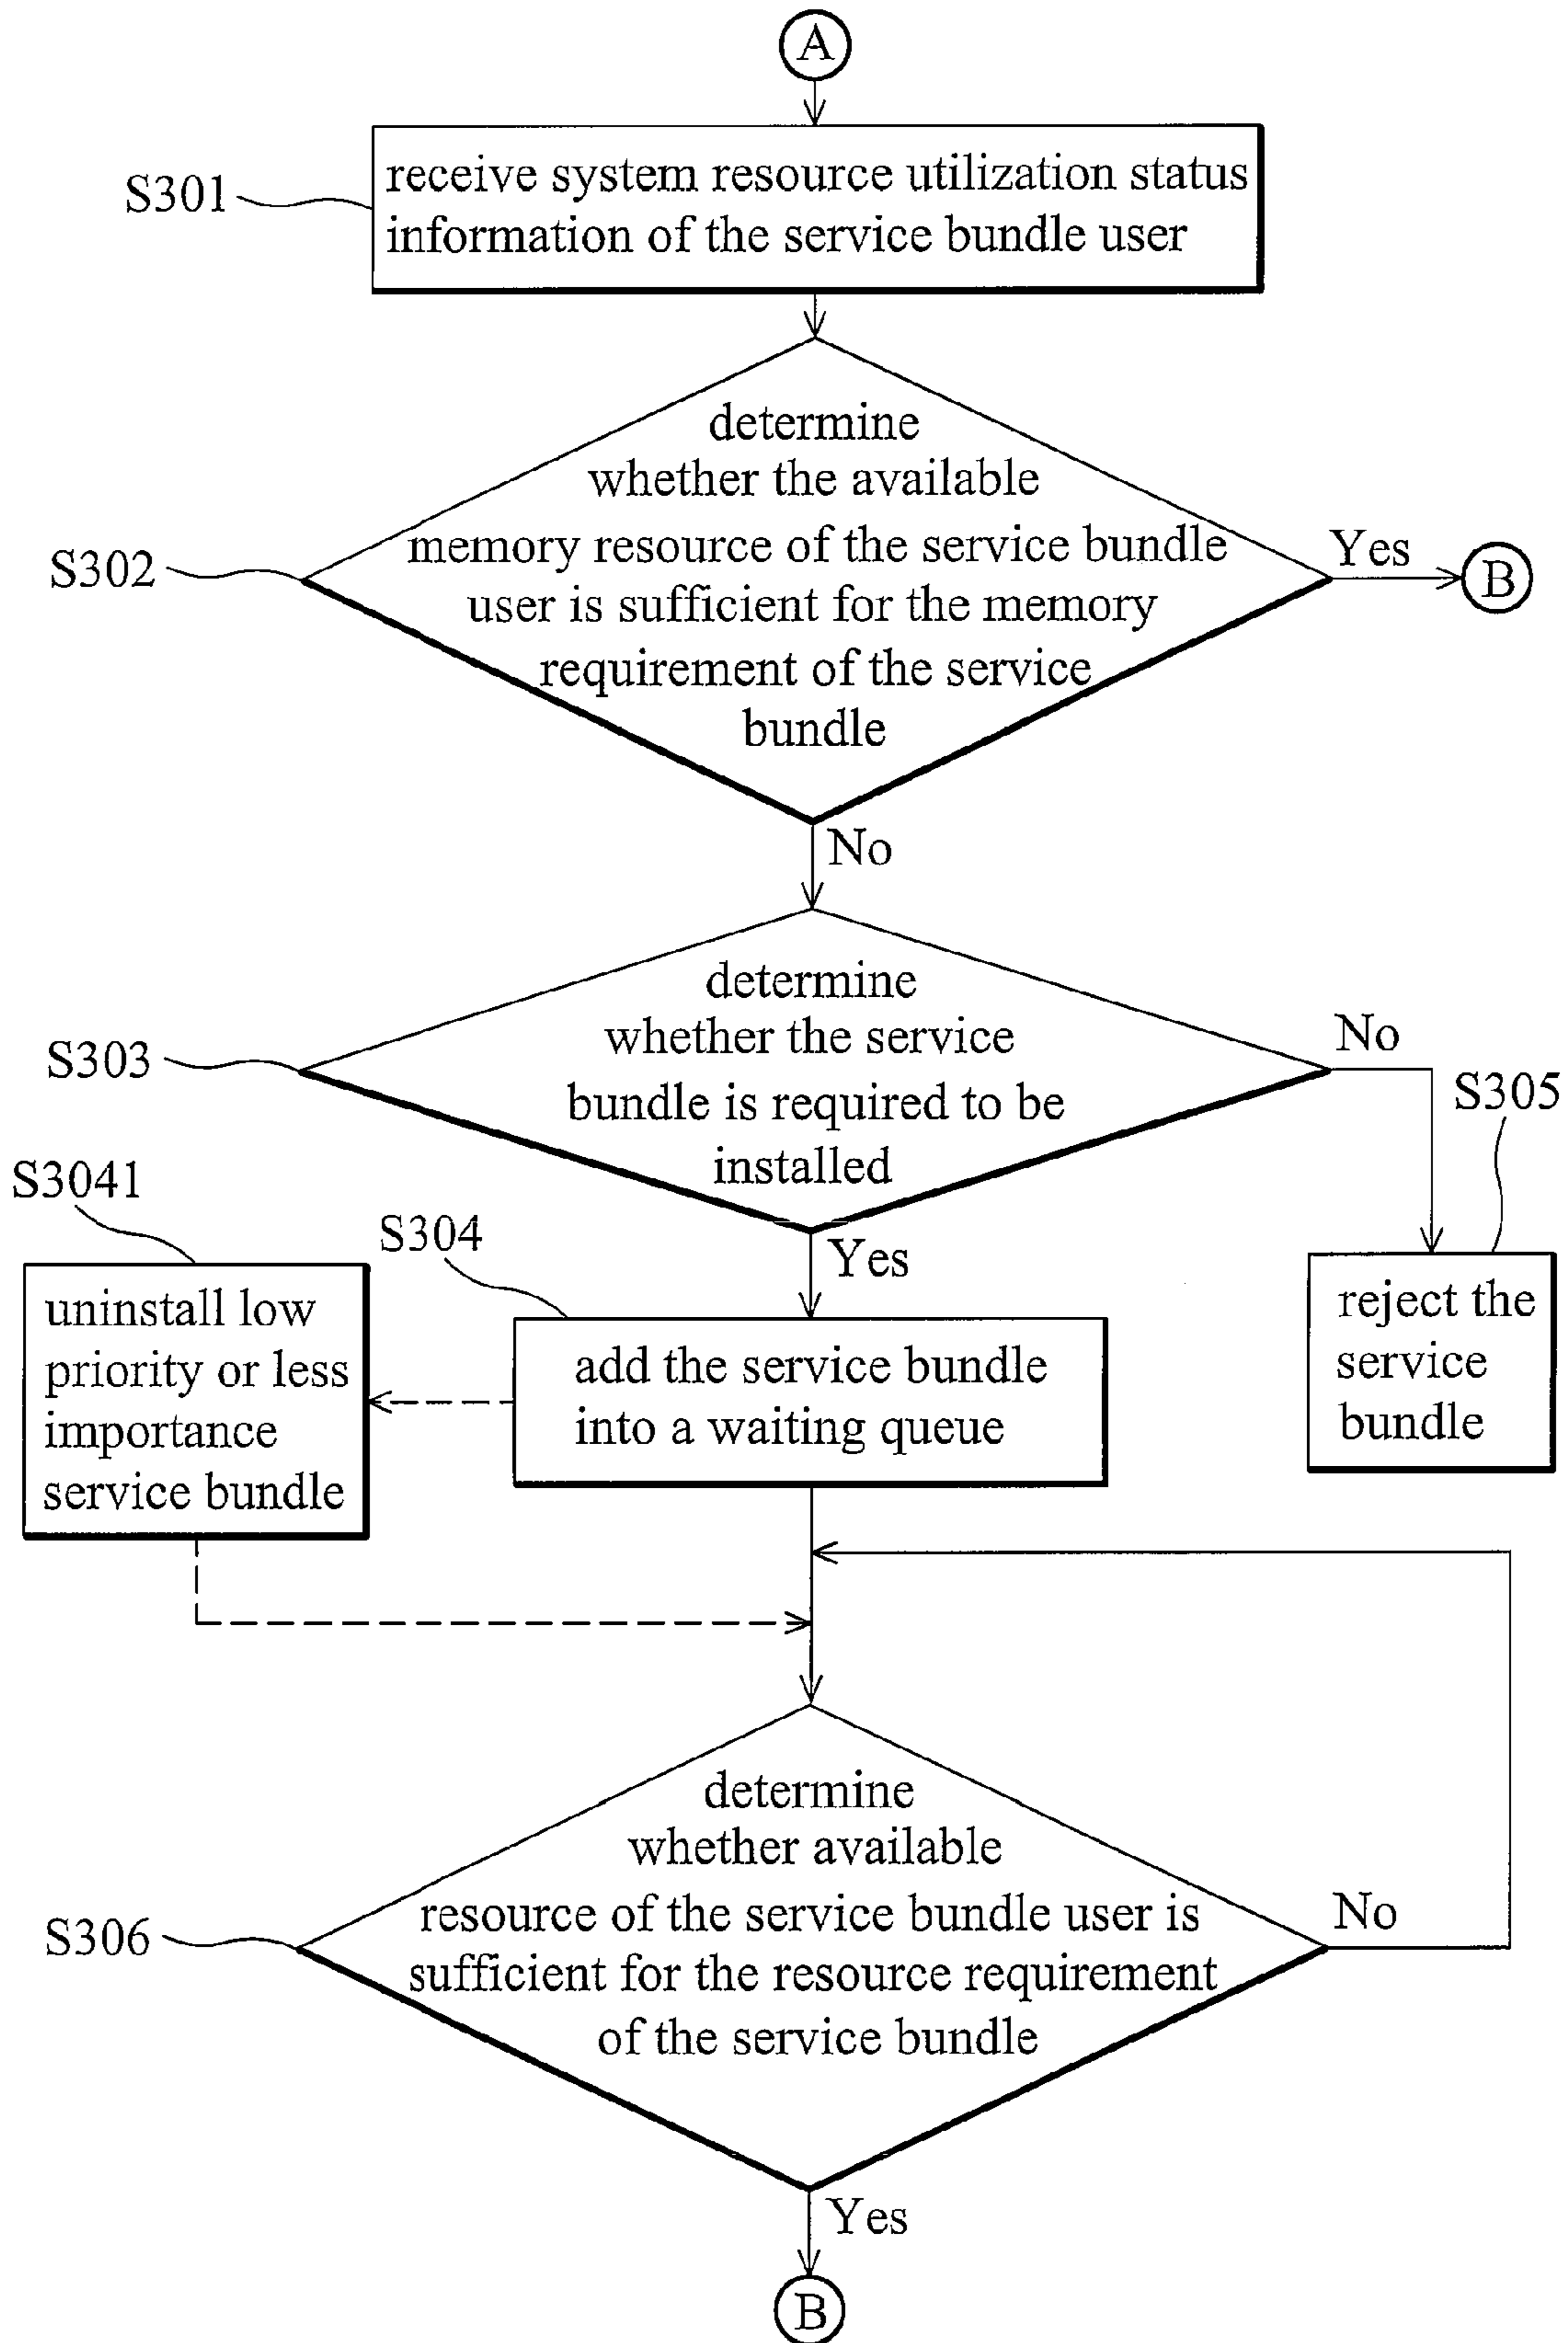 A
S301
receive system resource utilization status
information of the service bundle user
S302
determine
whether the available
memory resource of the service bundle
user is sufficient for the memory
requirement of the service
bundle
Yes
B
No
S303
determine
whether the service
bundle is required to be
installed
No
S305
reject the
service
bundle
Yes
S304
add the service bundle
into a waiting queue
S3041
uninstall low
priority or less
importance
service bundle
S306
determine
whether available
resource of the service bundle user is
sufficient for the resource requirement
of the service bundle
No
Yes
B